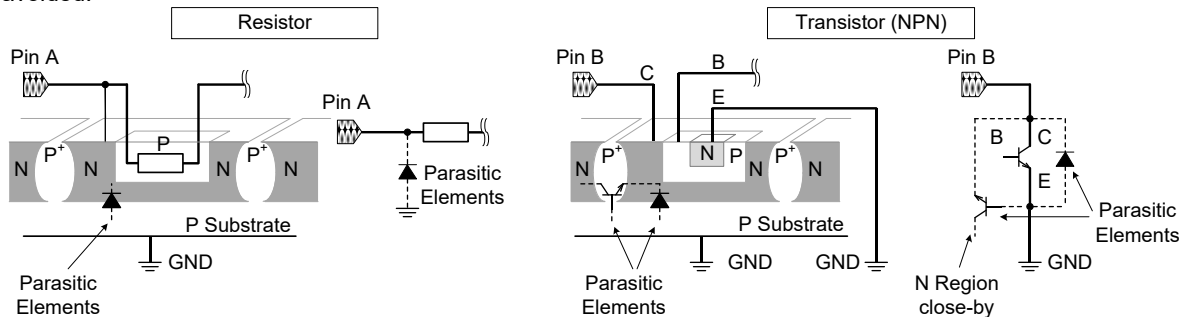 Resistor
Transistor (NPN)
Pin A
Pin B
C
B
E
Pin B
Pin A
N
P+
N
P
N
P+
N
Parasitic
Elements
P Substrate
GND
Parasitic
Elements
N
P+
N
N
P
N
P+
N
P Substrate
GND
GND
Parasitic
Elements
B
C
E
Parasitic
Elements
GND
N Region
close-by